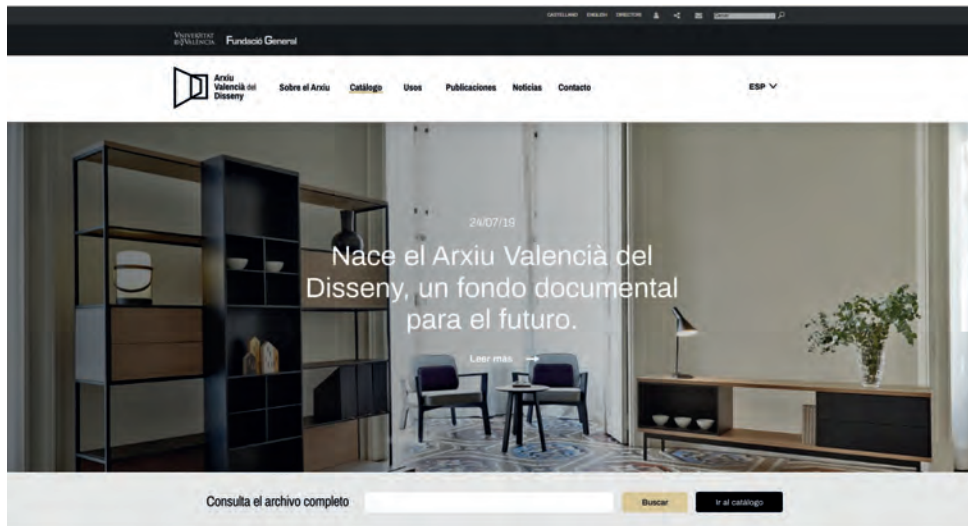 CASTELLANO ENGLISH DIRECTORI
VNIVERSITAT
D VALÈNCIA
Fundació General
Arxiu
Valencià del
Disseny
Sobre el Arxiu Catálogo Usos Publicaciones Noticias Contacto
ESP
24/07/19
Nace el Arxiu Valencià del
Disseny, un fondo documental
para el futuro.
Leer más →
Consulta el archivo completo
Buscar
Ir al catálogo